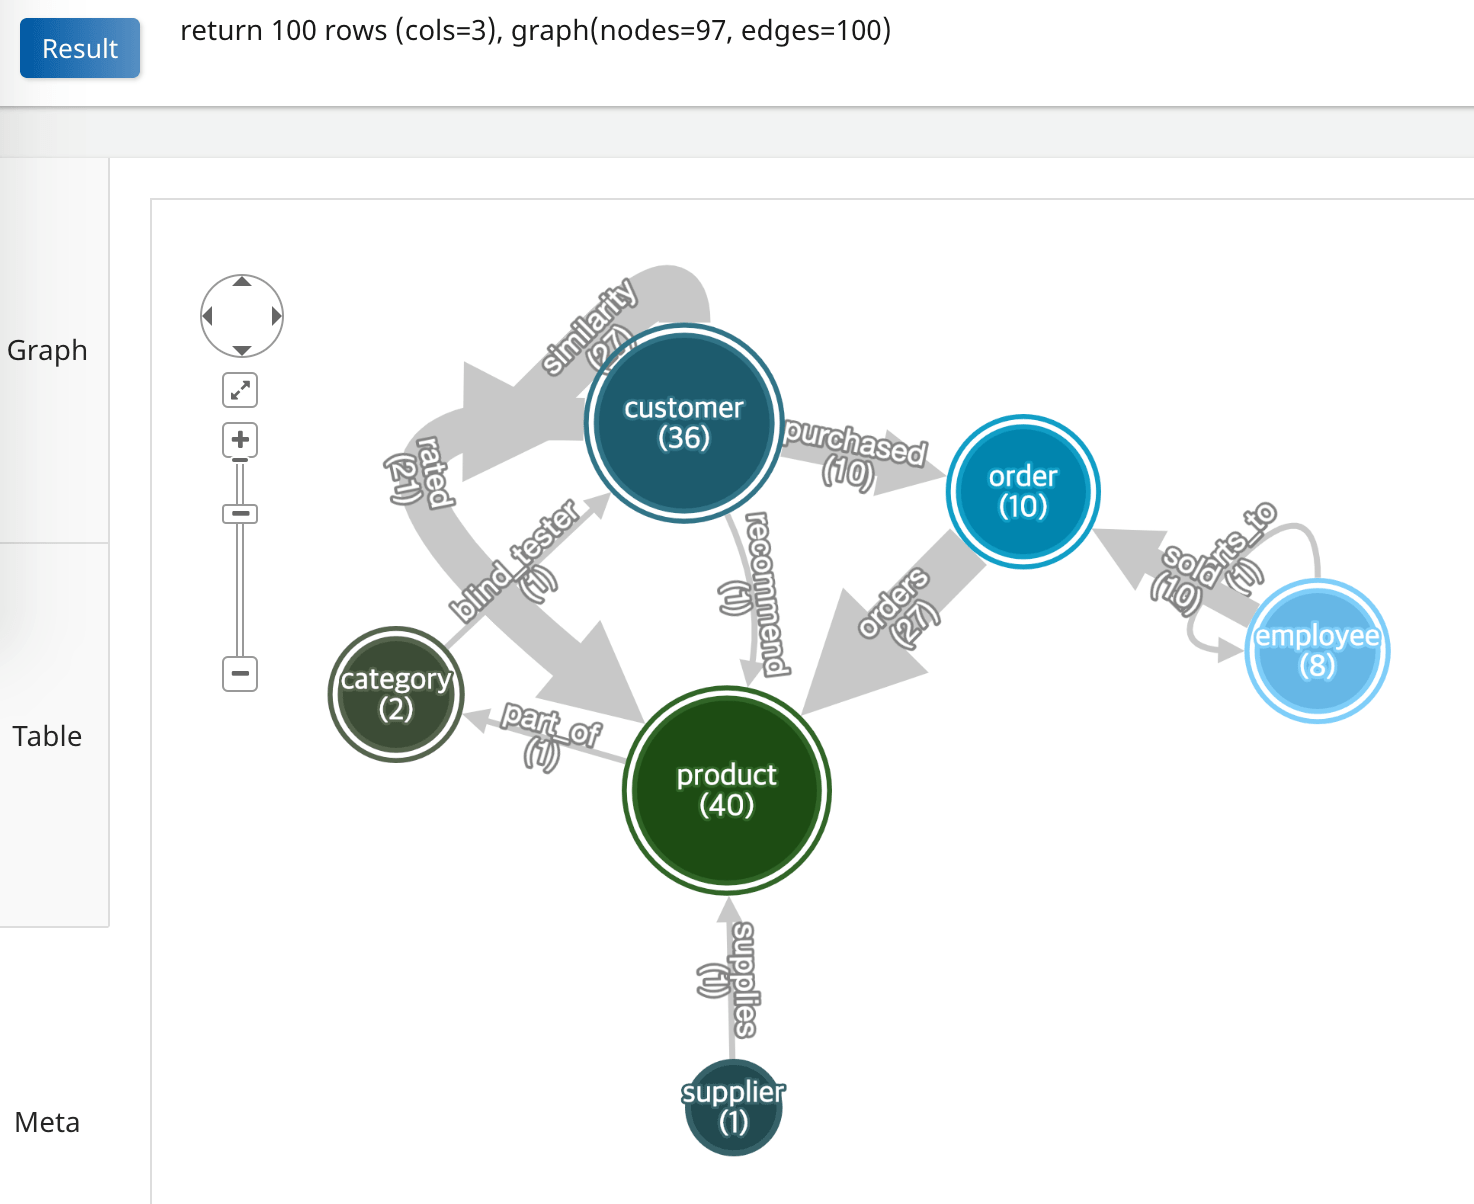 Result
return 100 rows (cols=3), graph(nodes=97, edges=100)
Graph
Table
Meta
similarity
(27)
customer
(36)
purchased
(10)
order
(10)
rated
(21)
blind_tester
(1)
recommend
(1)
orders
(27)
sold
(10)
(1)
employee
(8)
category
(2)
part_of
(1)
product
(40)
supplies
(1)
supplier
(1)